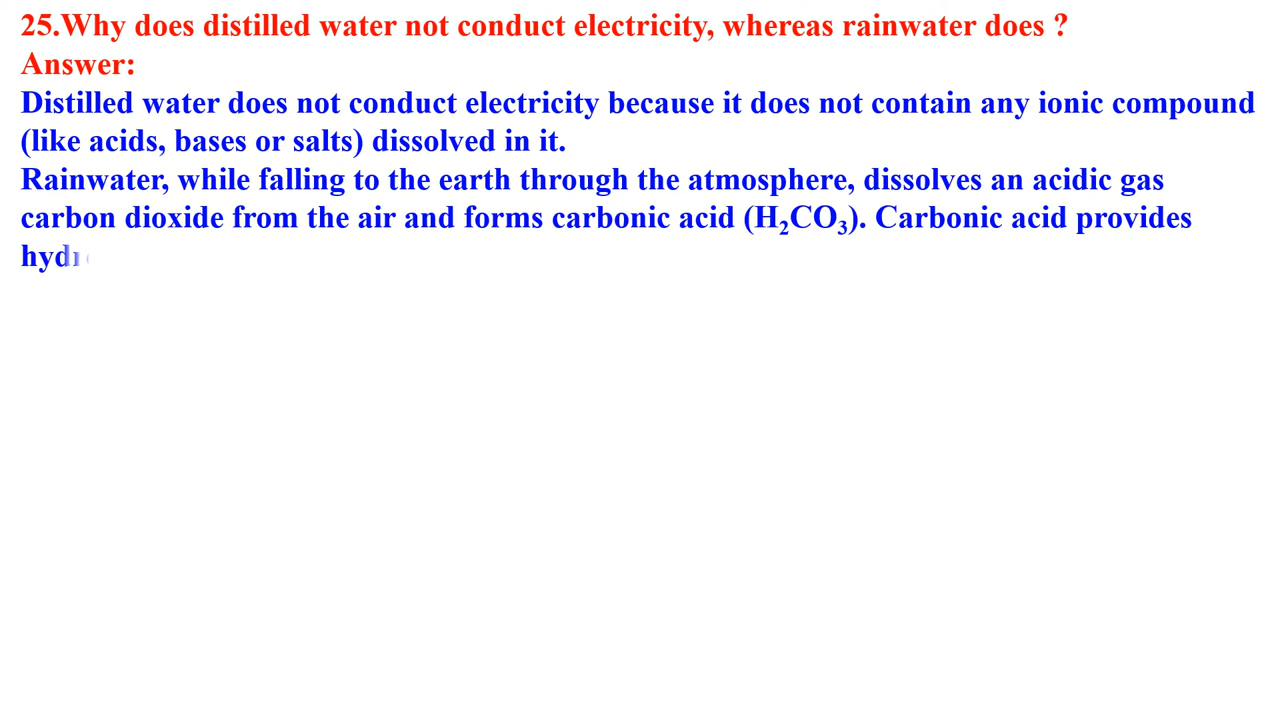 25.Why does distilled water not conduct electricity, whereas rainwater does ?
Answer:
Distilled water does not conduct electricity because it does not contain any ionic compound
(like acids, bases or salts) dissolved in it.
Rainwater, while falling to the earth through the atmosphere, dissolves an acidic gas
carbon dioxide from the air and forms carbonic acid (H₂CO₃). Carbonic acid provides